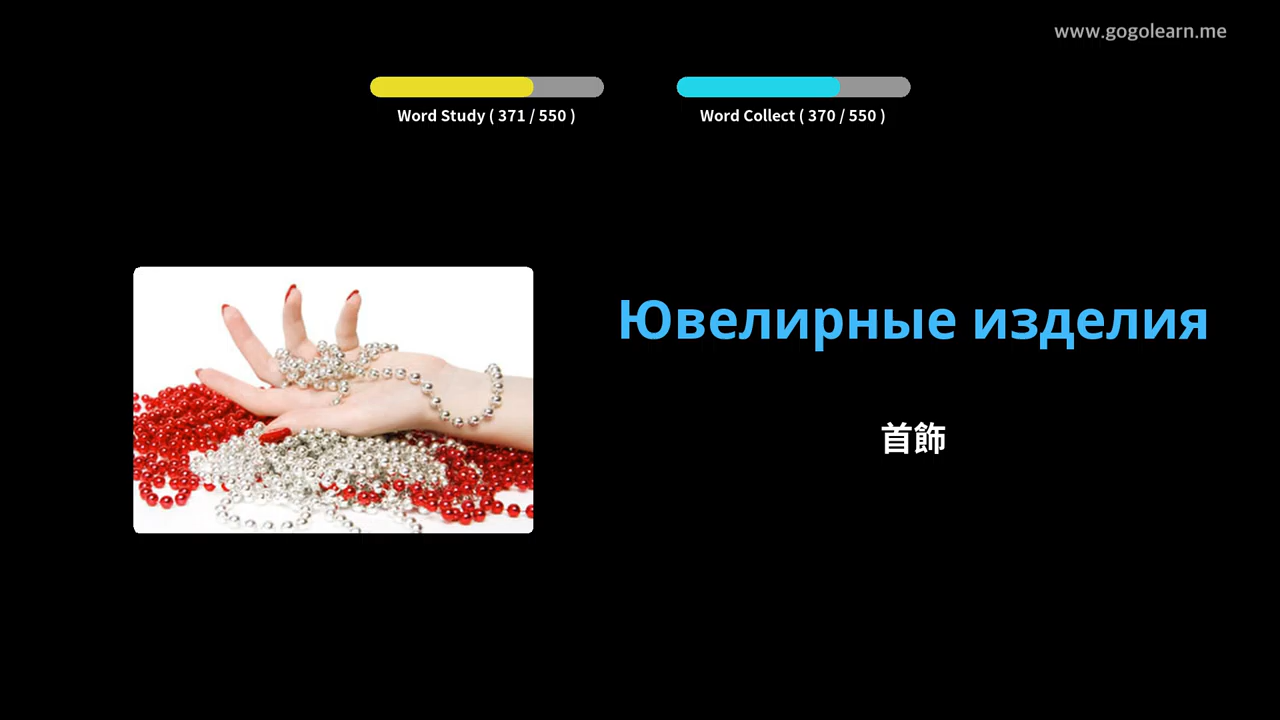 www.gogolearn.me
Word Study ( 371 / 550 )
Word Collect ( 370 / 550 )
Ювелирные изделия
首飾